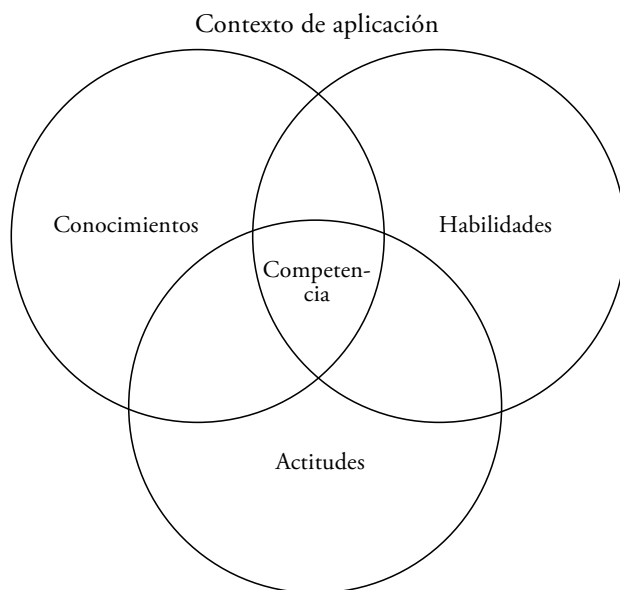 Contexto de aplicación
Conocimientos
Habilidades
Competen-
cia
Actitudes